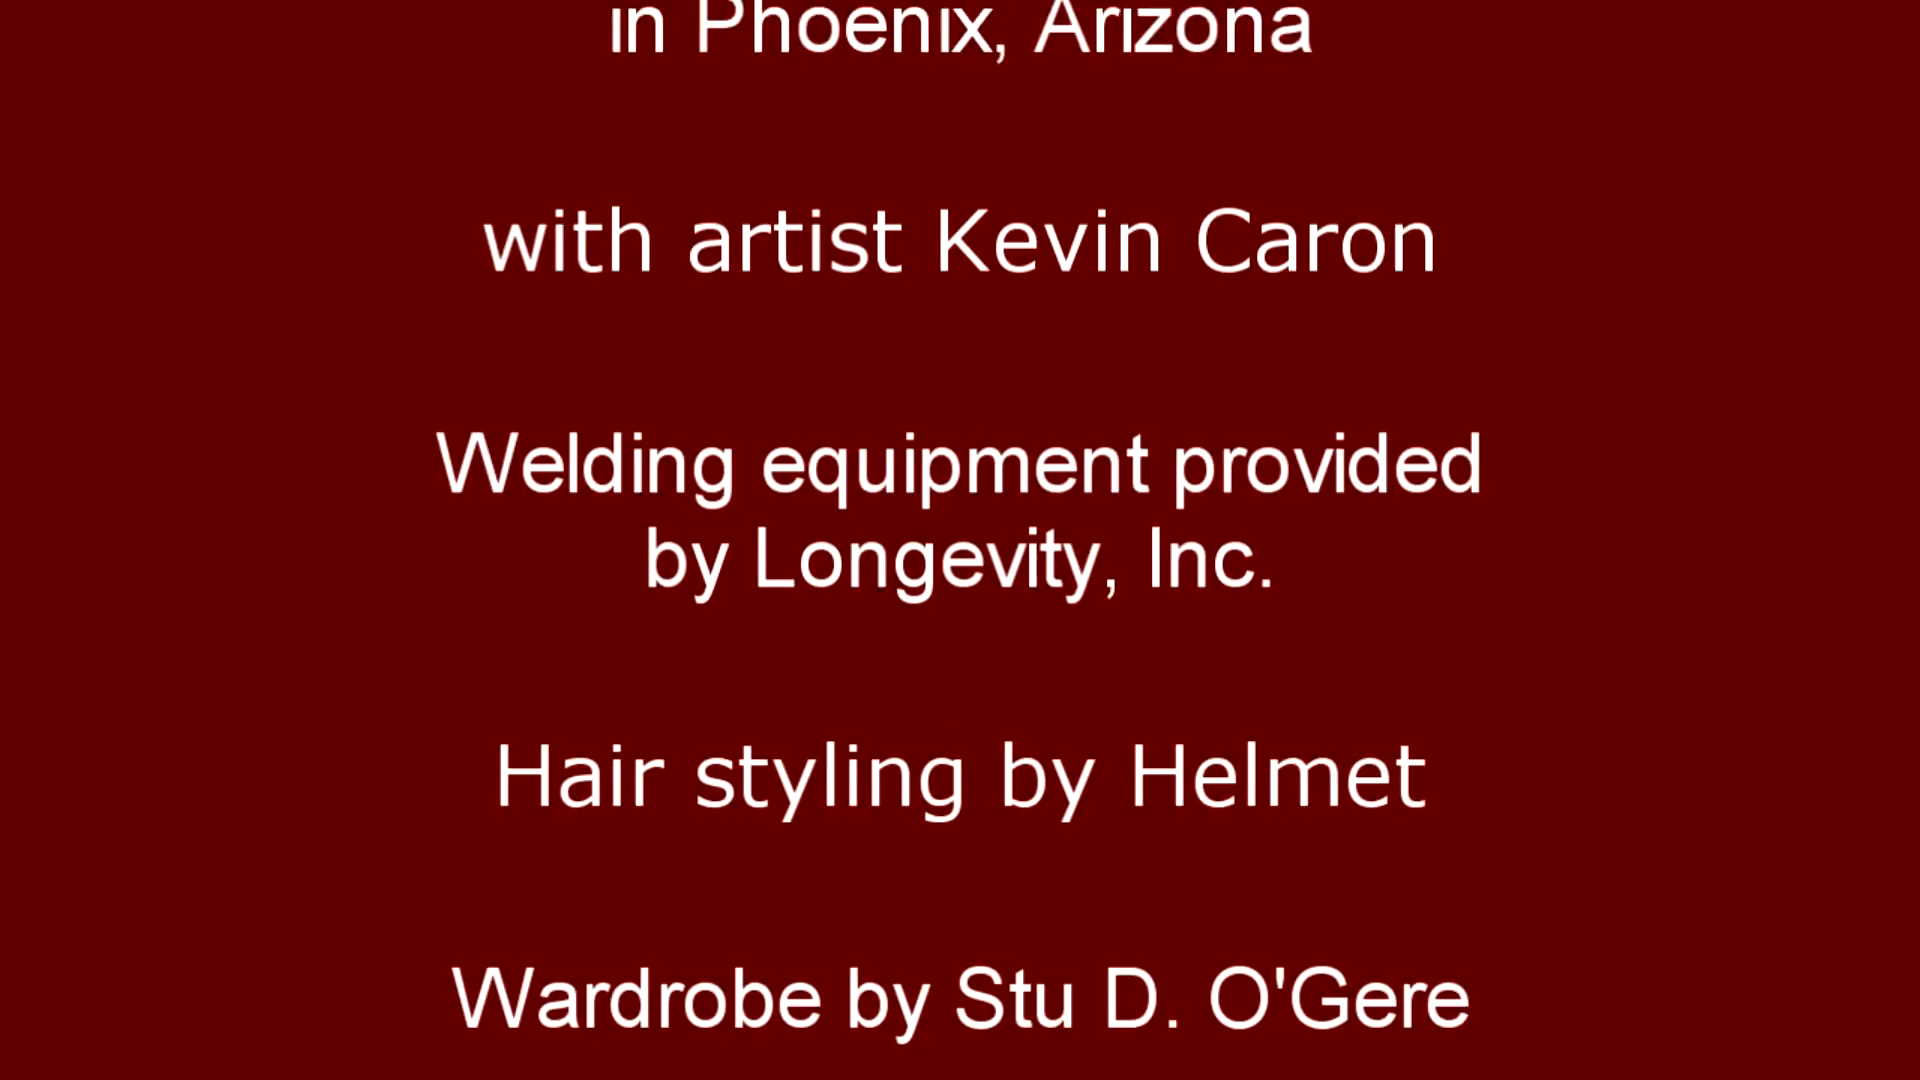 in Phoenix, Arizona
with artist Kevin Caron
Welding equipment provided
by Longevity, Inc.
Hair styling by Helmet
Wardrobe by Stu D. O'Gere